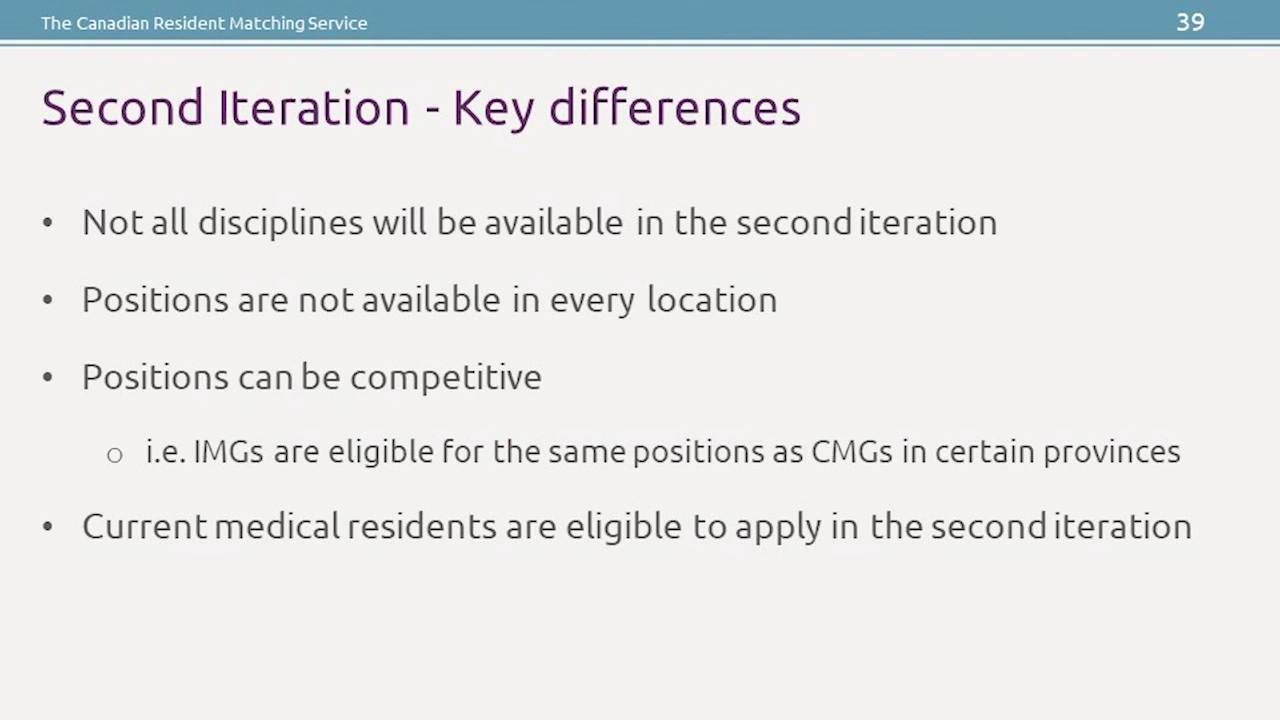 The Canadian Resident Matching Service
39
Second Iteration - Key differences
• Not all disciplines will be available in the second iteration
• Positions are not available in every location
• Positions can be competitive
o i.e. IMGs are eligible for the same positions as CMGs in certain provinces
• Current medical residents are eligible to apply in the second iteration